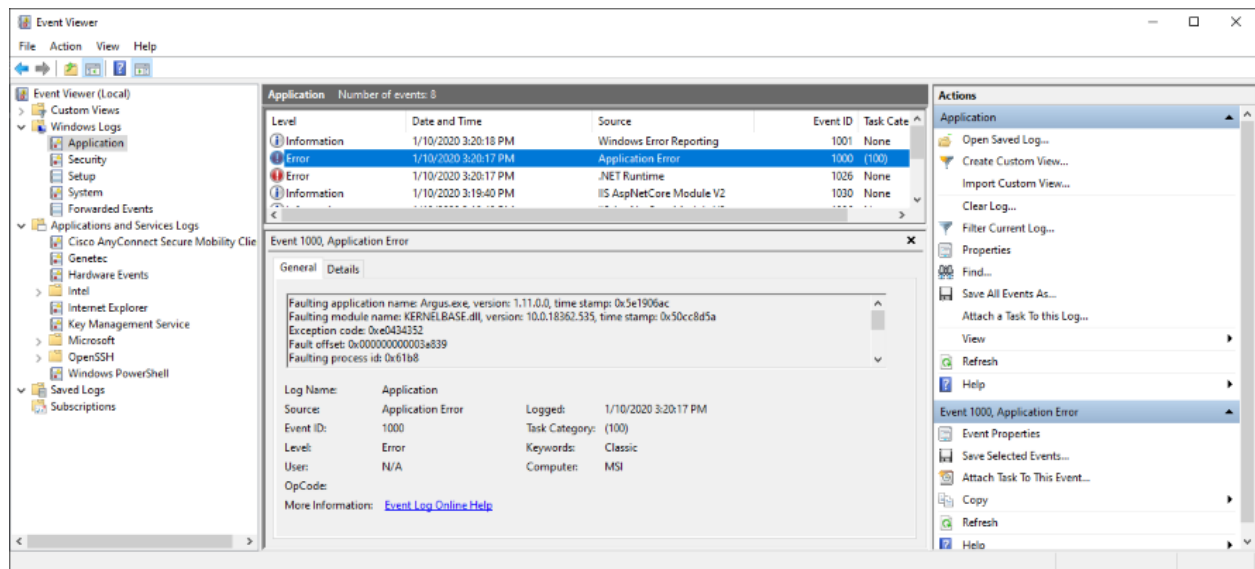 Event Viewer
File Action View Help
Event Viewer (Local)
Custom Views
Windows Logs
Application
Security
Setup
System
Forwarded Events
Applications and Services Logs
Cisco AnyConnect Secure Mobility Clie
Genetec
Hardware Events
Intel
Internet Explorer
Key Management Service
Microsoft
OpenSSH
Windows PowerShell
Saved Logs
Subscriptions
Application Number of events: 8
Level Date and Time Source Event ID Task Cate
Information 1/10/2020 3:20:18 PM Windows Error Reporting 1001 None
Error 1/10/2020 3:20:17 PM Application Error 1000 (100)
Error 1/10/2020 3:20:17 PM .NET Runtime 1026 None
Information 1/10/2020 3:19:40 PM IIS AspNetCore Module V2 1030 None
Event 1000, Application Error
General Details
Faulting application name: Argus.exe, version: 1.11.0.0, time stamp: 0x5e1906ac
Faulting module name: KERNELBASE.dll, version: 10.0.18362.535, time stamp: 0x50cc8d5a
Exception code: 0xe0434352
Fault offset: 0x000000000003a839
Faulting process id: 0x61b8
Log Name: Application
Source: Application Error Logged: 1/10/2020 3:20:17 PM
Event ID: 1000 Task Category: (100)
Level: Error Keywords: Classic
User: N/A Computer: MSI
OpCode:
More Information: Event Log Online Help
Actions
Application
Open Saved Log...
Create Custom View...
Import Custom View...
Clear Log...
Filter Current Log...
Properties
Find...
Save All Events As...
Attach a Task To this Log...
View
Refresh
Help
Event 1000, Application Error
Event Properties
Save Selected Events...
Attach Task To This Event...
Copy
Refresh
Help